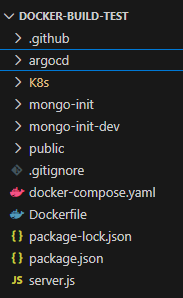 DOCKER-BUILD-TEST
.github
argocd
K8s
mongo-init
mongo-init-dev
public
.gitignore
docker-compose.yaml
Dockerfile
package-lock.json
package.json
server.js